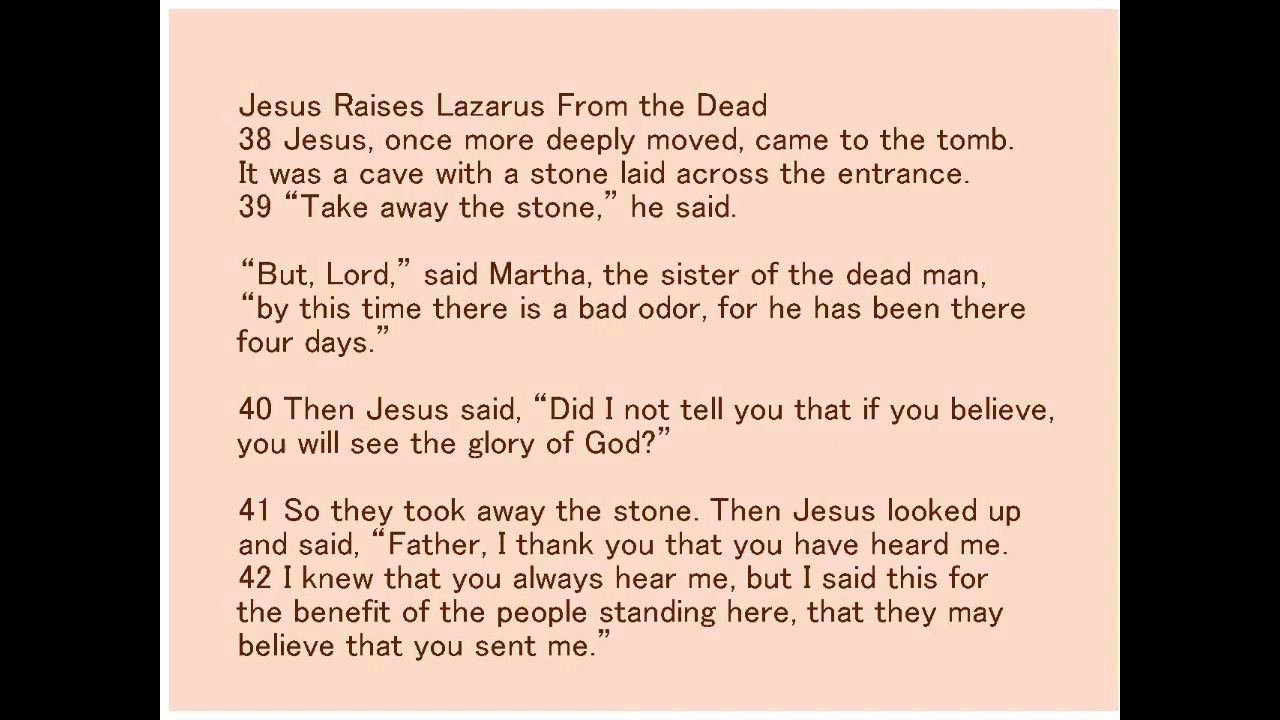 Jesus Raises Lazarus From the Dead
38 Jesus, once more deeply moved, came to the tomb.
It was a cave with a stone laid across the entrance.
39 “Take away the stone,” he said.
“But, Lord,” said Martha, the sister of the dead man,
“by this time there is a bad odor, for he has been there
four days.”
40 Then Jesus said, “Did I not tell you that if you believe,
you will see the glory of God?”
41 So they took away the stone. Then Jesus looked up
and said, “Father, I thank you that you have heard me.
42 I knew that you always hear me, but I said this for
the benefit of the people standing here, that they may
believe that you sent me.”